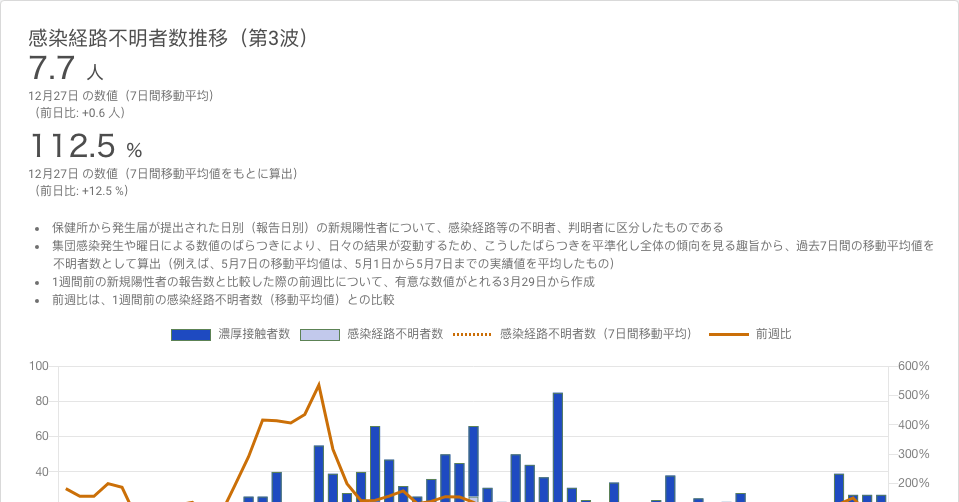 感染経路不明者数推移（第3波）
7.7 人
12月27日 の数値（7日間移動平均）
（前日比: +0.6 人）
112.5 %
12月27日 の数値（7日間移動平均値をもとに算出）
（前日比: +12.5 %）
• 保健所から発生届が提出された日別（報告日別）の新規陽性者について、感染経路等の不明者、判明者に区分したものである
• 集団感染発生や曜日による数値のばらつきにより、日々の結果が変動するため、こうしたばらつきを平準化し全体の傾向を見る趣旨から、過去7日間の移動平均値を
不明者数として算出（例えば、5月7日の移動平均値は、5月1日から5月7日までの実績値を平均したもの）
• 1週間前の新規陽性者の報告数と比較した際の前週比について、有意な数値がとれる3月29日から作成
• 前週比は、1週間前の感染経路不明者数（移動平均値）との比較
濃厚接触者数 感染経路不明者数 感染経路不明者数（7日間移動平均） 前週比
100 600%
500%
80
400%
60
300%
40
200%